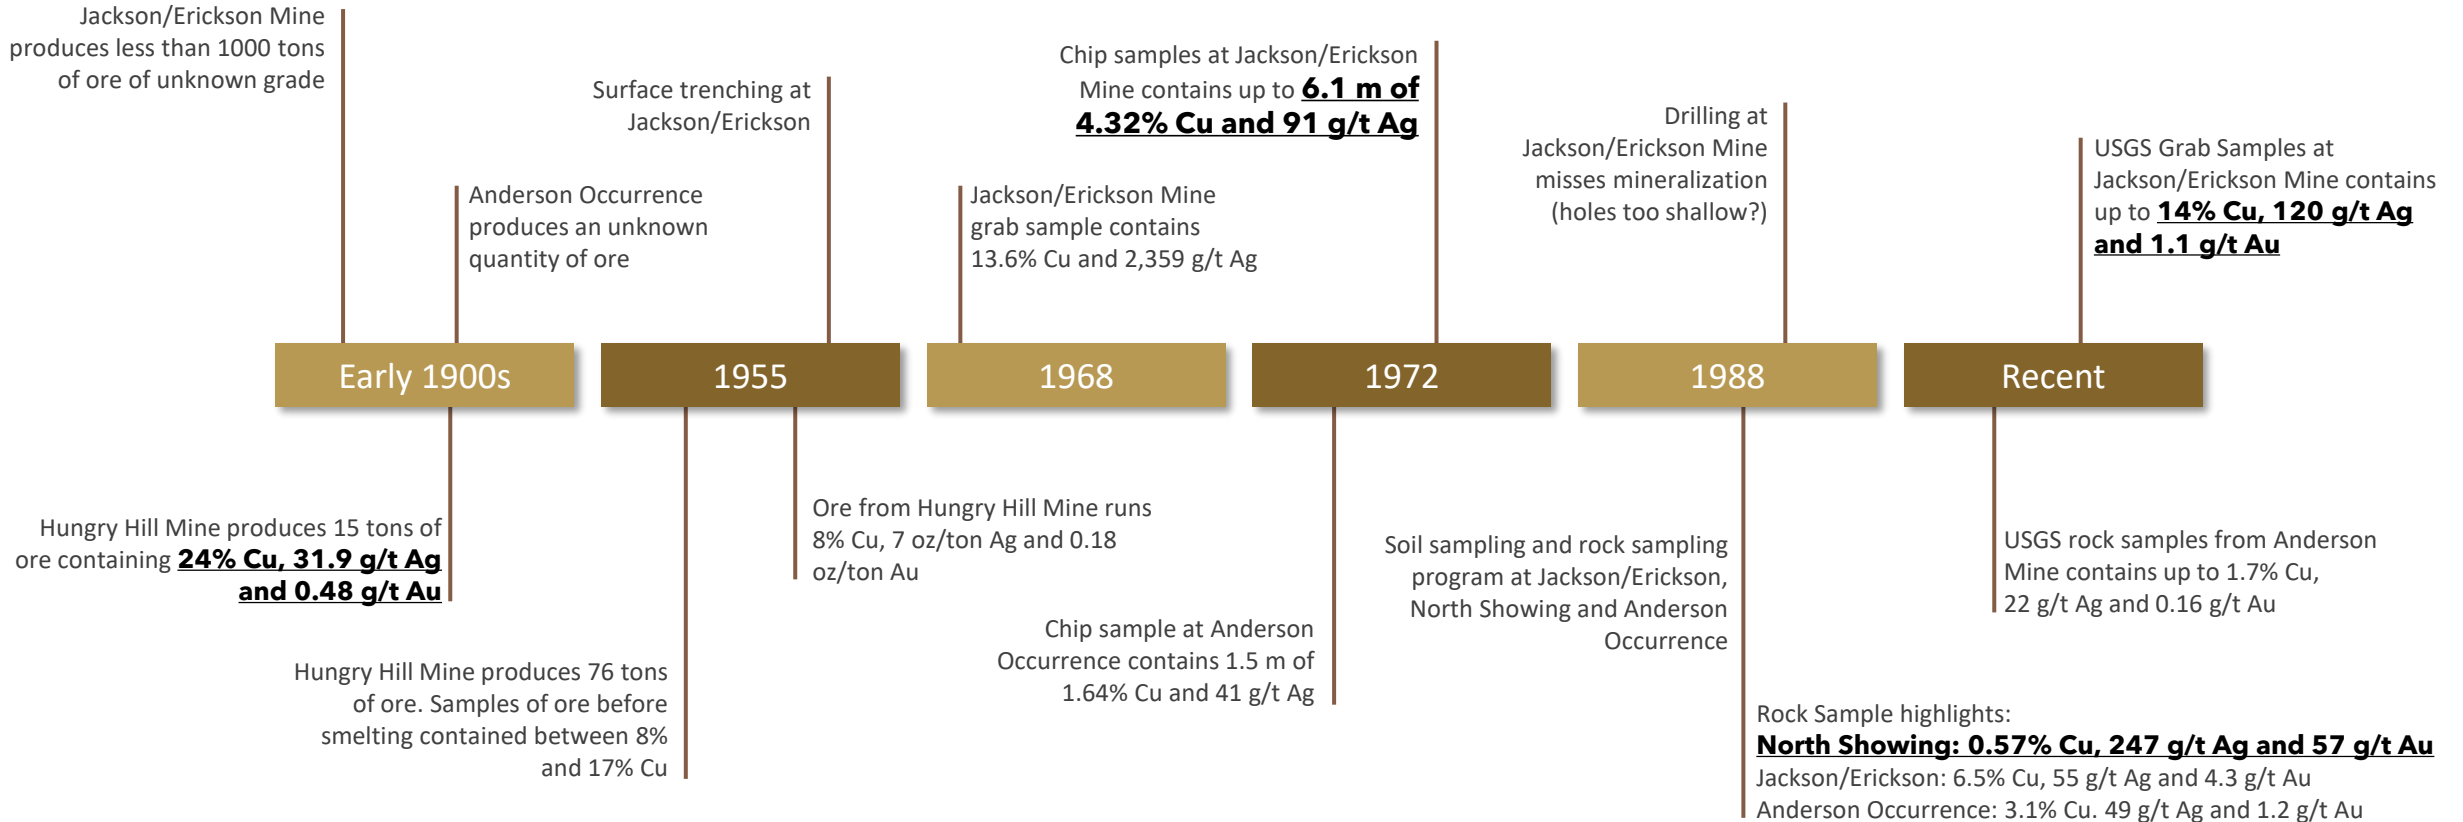 Jackson/Erickson Mine
produces less than 1000 tons
of ore of unknown grade
Anderson Occurrence
produces an unknown
quantity of ore
Surface trenching at
Jackson/Erickson
Jackson/Erickson Mine
grab sample contains
13.6% Cu and 2,359 g/t Ag
Chip samples at Jackson/Erickson
Mine contains up to 6.1 m of
4.32% Cu and 91 g/t Ag
Drilling at
Jackson/Erickson Mine
misses mineralization
(holes too shallow?)
USGS Grab Samples at
Jackson/Erickson Mine contains
up to 14% Cu, 120 g/t Ag
and 1.1 g/t Au
Early 1900s
1955
1968
1972
1988
Recent
Hungry Hill Mine produces 15 tons of
ore containing 24% Cu, 31.9 g/t Ag
and 0.48 g/t Au
Hungry Hill Mine produces 76 tons
of ore. Samples of ore before
smelting contained between 8%
and 17% Cu
Ore from Hungry Hill Mine runs
8% Cu, 7 oz/ton Ag and 0.18
oz/ton Au
Chip sample at Anderson
Occurrence contains 1.5 m of
1.64% Cu and 41 g/t Ag
Soil sampling and rock sampling
program at Jackson/Erickson,
North Showing and Anderson
Occurrence
Rock Sample highlights:
North Showing: 0.57% Cu, 247 g/t Ag and 57 g/t Au
Jackson/Erickson: 6.5% Cu, 55 g/t Ag and 4.3 g/t Au
Anderson Occurrence: 3.1% Cu. 49 g/t Ag and 1.2 g/t Au
USGS rock samples from Anderson
Mine contains up to 1.7% Cu,
22 g/t Ag and 0.16 g/t Au